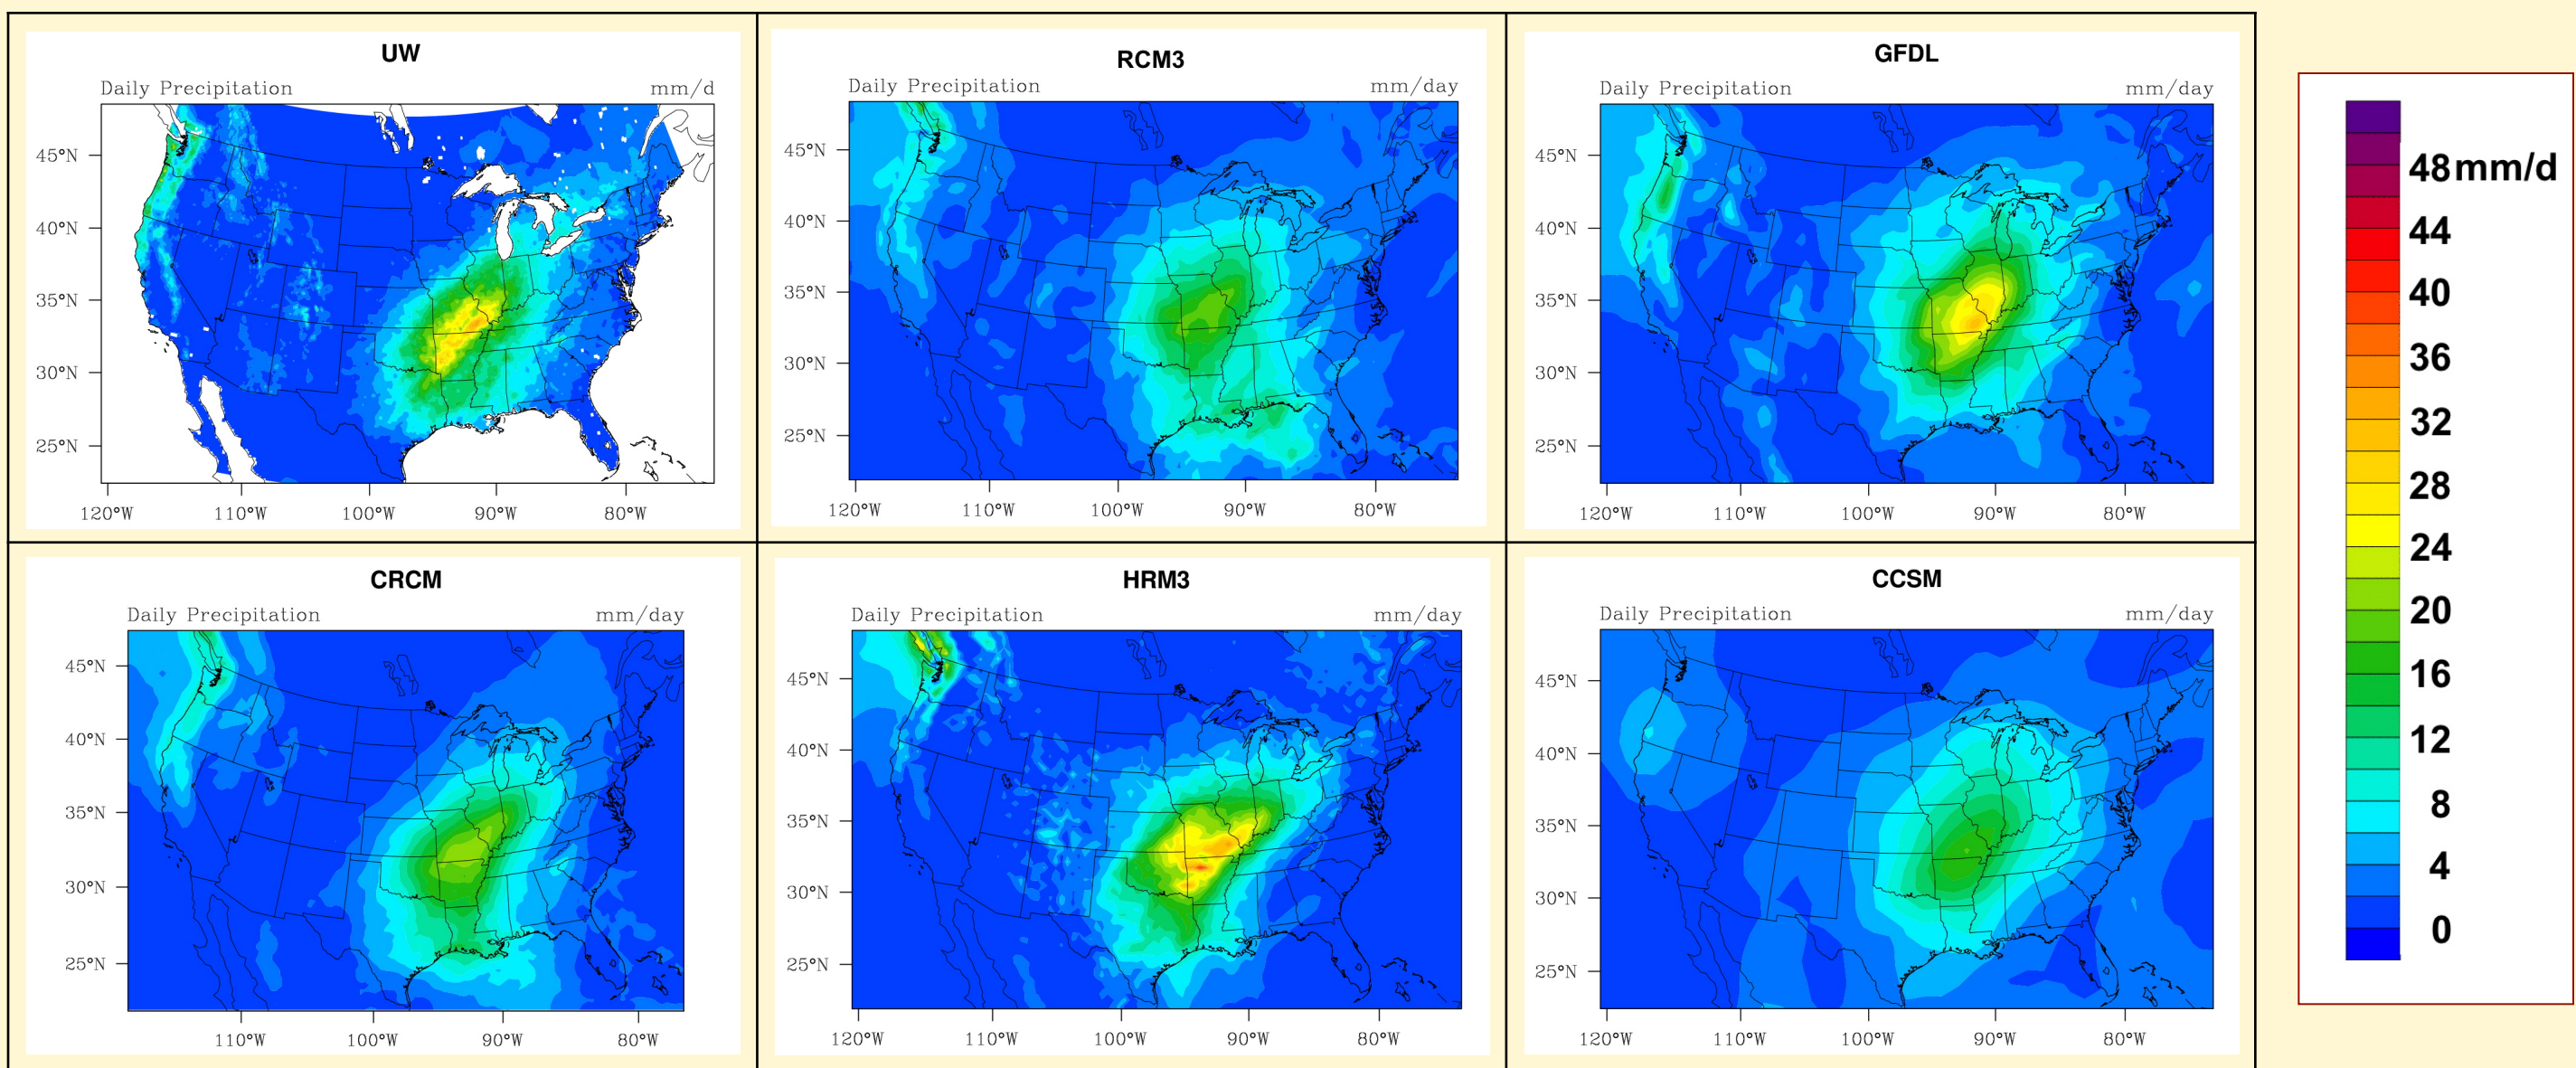 UW
Daily Precipitation mm/d
45°N
40°N
35°N
30°N
25°N
120°W 110°W 100°W 90°W 80°W
RCM3
Daily Precipitation mm/day
45°N
40°N
35°N
30°N
25°N
120°W 110°W 100°W 90°W 80°W
GFDL
Daily Precipitation mm/day
45°N
40°N
35°N
30°N
25°N
120°W 110°W 100°W 90°W 80°W
CRCM
Daily Precipitation mm/day
45°N
40°N
35°N
30°N
25°N
110°W 100°W 90°W 80°W
HRM3
Daily Precipitation mm/day
45°N
40°N
35°N
30°N
25°N
120°W 110°W 100°W 90°W 80°W
CCSM
Daily Precipitation mm/day
45°N
40°N
35°N
30°N
25°N
120°W 110°W 100°W 90°W 80°W
48mm/d
44
40
36
32
28
24
20
16
12
8
4
0